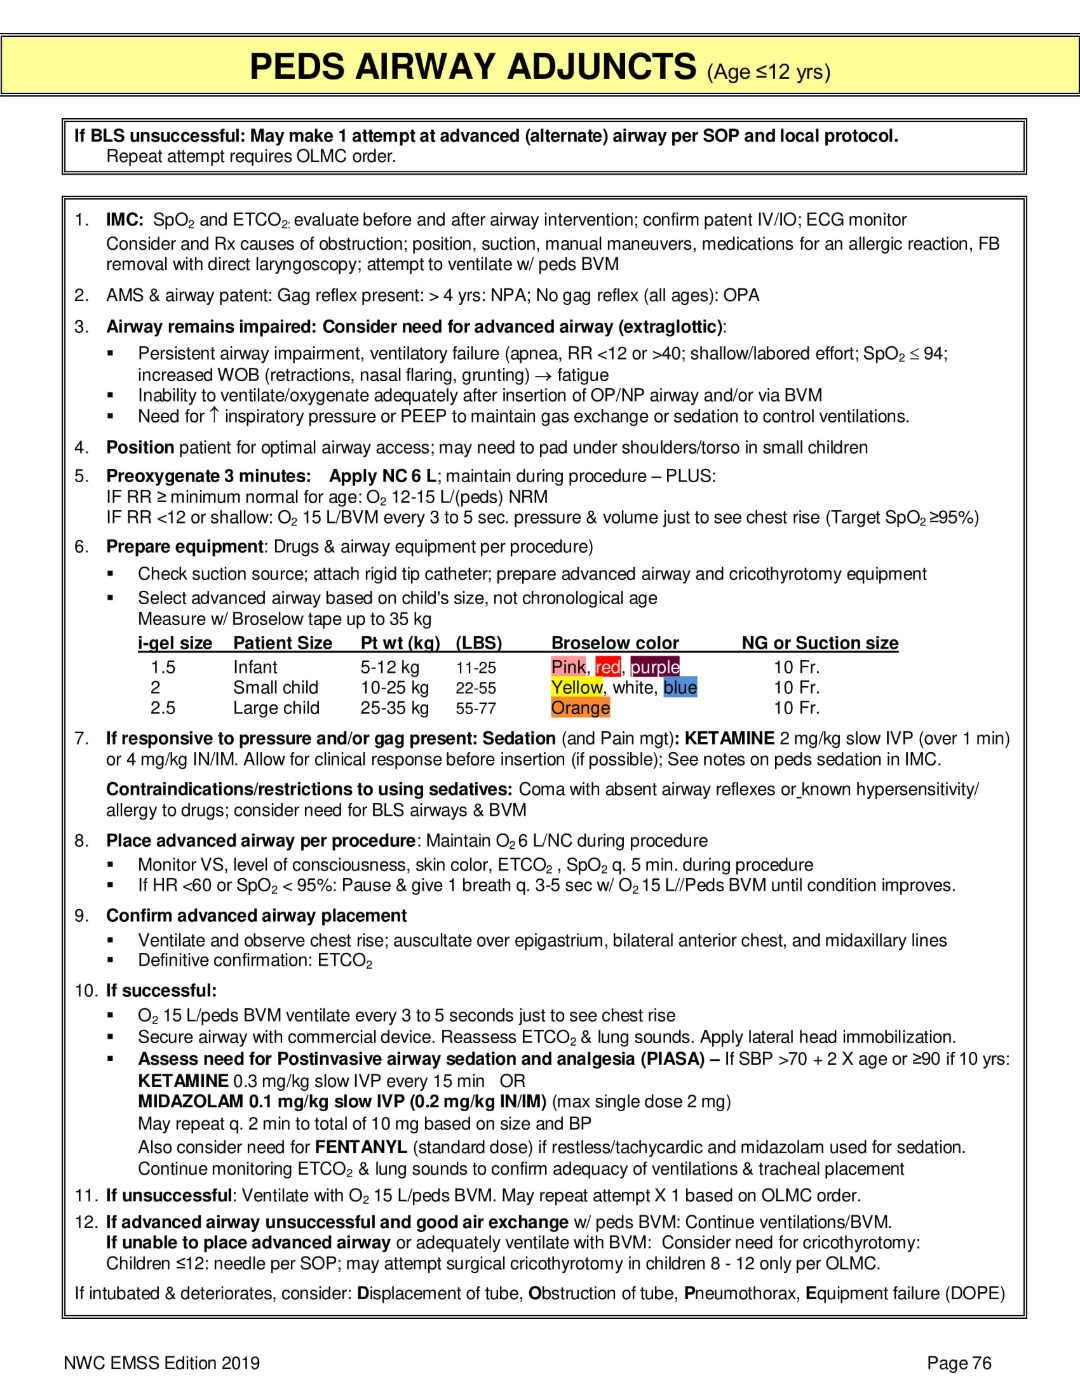 PEDS AIRWAY ADJUNCTS (Age ≤12 yrs)
If BLS unsuccessful: May make 1 attempt at advanced (alternate) airway per SOP and local protocol.
Repeat attempt requires OLMC order.
1. IMC: SpO2 and ETCO2: evaluate before and after airway intervention; confirm patent IV/IO; ECG monitor
Consider and Rx causes of obstruction; position, suction, manual maneuvers, medications for an allergic reaction, FB
removal with direct laryngoscopy; attempt to ventilate w/ peds BVM
2. AMS & airway patent: Gag reflex present: > 4 yrs: NPA; No gag reflex (all ages): OPA
3. Airway remains impaired: Consider need for advanced airway (extraglottic):
▪ Persistent airway impairment, ventilatory failure (apnea, RR <12 or >40; shallow/labored effort; SpO2 ≤ 94;
increased WOB (retractions, nasal flaring, grunting) → fatigue
▪ Inability to ventilate/oxygenate adequately after insertion of OP/NP airway and/or via BVM
▪ Need for ↑ inspiratory pressure or PEEP to maintain gas exchange or sedation to control ventilations.
4. Position patient for optimal airway access; may need to pad under shoulders/torso in small children
5. Preoxygenate 3 minutes: Apply NC 6 L; maintain during procedure – PLUS:
IF RR ≥ minimum normal for age: O2 12-15 L/(peds) NRM
IF RR <12 or shallow: O2 15 L/BVM every 3 to 5 sec. pressure & volume just to see chest rise (Target SpO2 ≥95%)
6. Prepare equipment: Drugs & airway equipment per procedure)
▪ Check suction source; attach rigid tip catheter; prepare advanced airway and cricothyrotomy equipment
▪ Select advanced airway based on child's size, not chronological age
Measure w/ Broselow tape up to 35 kg
i-gel size Patient Size Pt wt (kg) (LBS) Broselow color NG or Suction size
1.5 Infant 5-12 kg 11-25 Pink, red, purple 10 Fr.
2 Small child 10-25 kg 22-55 Yellow, white, blue 10 Fr.
2.5 Large child 25-35 kg 55-77 Orange 10 Fr.
7. If responsive to pressure and/or gag present: Sedation (and Pain mgt): KETAMINE 2 mg/kg slow IVP (over 1 min)
or 4 mg/kg IN/IM. Allow for clinical response before insertion (if possible); See notes on peds sedation in IMC.
Contraindications/restrictions to using sedatives: Coma with absent airway reflexes or known hypersensitivity/
allergy to drugs; consider need for BLS airways & BVM
8. Place advanced airway per procedure: Maintain O2 6 L/NC during procedure
▪ Monitor VS, level of consciousness, skin color, ETCO2 , SpO2 q. 5 min. during procedure
▪ If HR <60 or SpO2 < 95%: Pause & give 1 breath q. 3-5 sec w/ O2 15 L//Peds BVM until condition improves.
9. Confirm advanced airway placement
▪ Ventilate and observe chest rise; auscultate over epigastrium, bilateral anterior chest, and midaxillary lines
▪ Definitive confirmation: ETCO2
10. If successful:
▪ O2 15 L/peds BVM ventilate every 3 to 5 seconds just to see chest rise
▪ Secure airway with commercial device. Reassess ETCO2 & lung sounds. Apply lateral head immobilization.
▪ Assess need for Postinvasive airway sedation and analgesia (PIASA) – If SBP >70 + 2 X age or ≥90 if 10 yrs:
KETAMINE 0.3 mg/kg slow IVP every 15 min OR
MIDAZOLAM 0.1 mg/kg slow IVP (0.2 mg/kg IN/IM) (max single dose 2 mg)
May repeat q. 2 min to total of 10 mg based on size and BP
Also consider need for FENTANYL (standard dose) if restless/tachycardic and midazolam used for sedation.
Continue monitoring ETCO2 & lung sounds to confirm adequacy of ventilations & tracheal placement
11. If unsuccessful: Ventilate with O2 15 L/peds BVM. May repeat attempt X 1 based on OLMC order.
12. If advanced airway unsuccessful and good air exchange w/ peds BVM: Continue ventilations/BVM.
If unable to place advanced airway or adequately ventilate with BVM: Consider need for cricothyrotomy:
Children ≤12: needle per SOP; may attempt surgical cricothyrotomy in children 8 - 12 only per OLMC.
If intubated & deteriorates, consider: Displacement of tube, Obstruction of tube, Pneumothorax, Equipment failure (DOPE)
NWC EMSS Edition 2019 Page 76